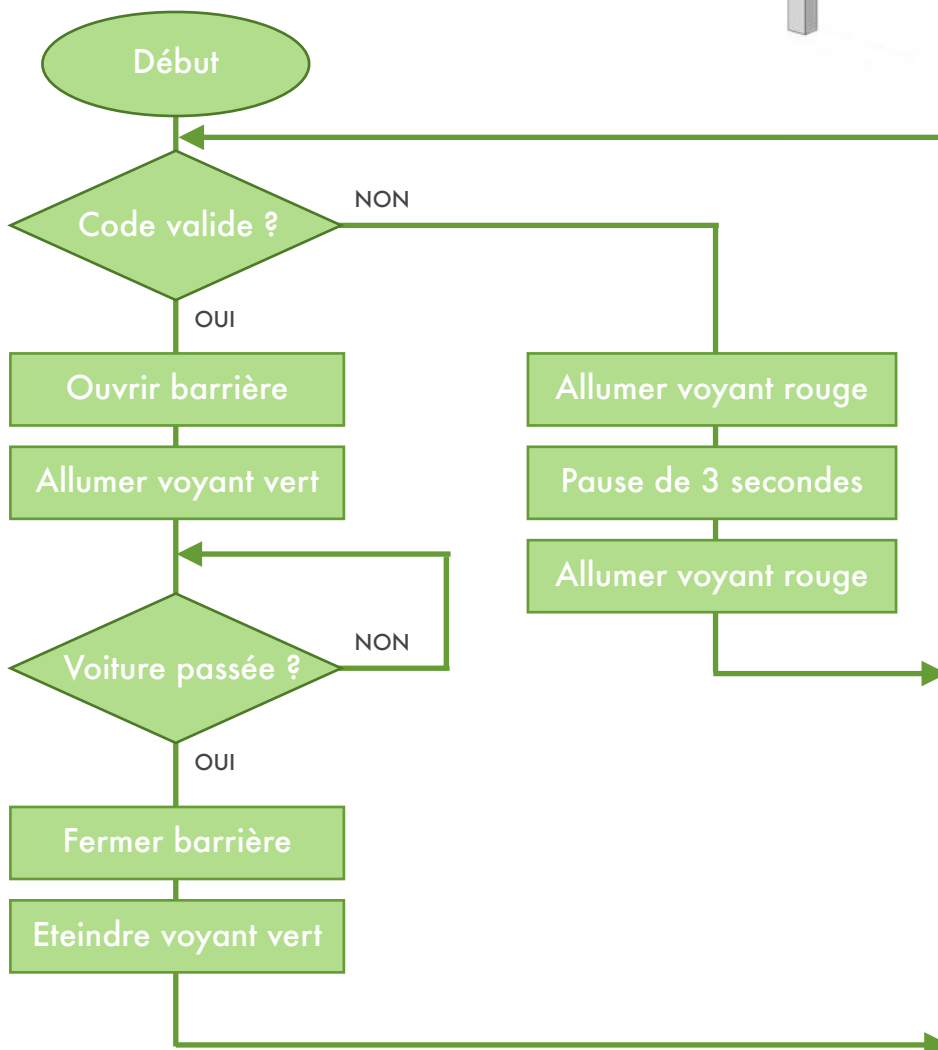 Début
Code valide ?
NON
OUI
Ouvrir barrière
Allumer voyant vert
Voiture passée ?
NON
OUI
Fermer barrière
Eteindre voyant vert
Allumer voyant rouge
Pause de 3 secondes
Allumer voyant rouge